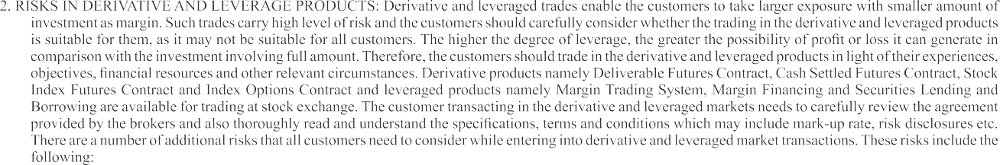 2. RISKS IN DERIVATIVE AND LEVERAGE PRODUCTS: Derivative and leveraged trades enable the customers to take larger exposure with smaller amount of
investment as margin. Such trades carry high level of risk and the customers should carefully consider whether the trading in the derivative and leveraged products
is suitable for them, as it may not be suitable for all customers. The higher the degree of leverage, the greater the possibility of profit or loss it can generate in
comparison with the investment involving full amount. Therefore, the customers should trade in the derivative and leveraged products in light of their experiences,
objectives, financial resources and other relevant circumstances. Derivative products namely Deliverable Futures Contract, Cash Settled Futures Contract, Stock
Index Futures Contract and Index Options Contract and leveraged products namely Margin Trading System, Margin Financing and Securities Lending and
Borrowing are available for trading at stock exchange. The customer transacting in the derivative and leveraged markets needs to carefully review the agreement
provided by the brokers and also thoroughly read and understand the specifications, terms and conditions which may include mark-up rate, risk disclosures etc.
There are a number of additional risks that all customers need to consider while entering into derivative and leveraged market transactions. These risks include the
following: